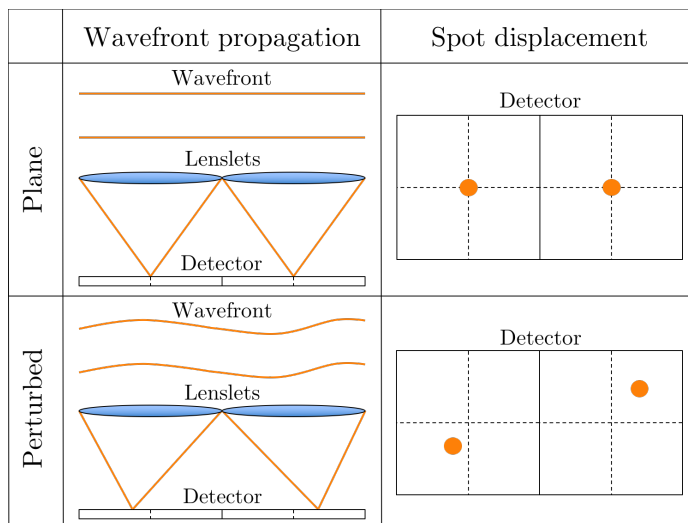 Wavefront propagation
Spot displacement
Plane
Wavefront
Lenslets
Detector
Detector
Perturbed
Wavefront
Lenslets
Detector
Detector